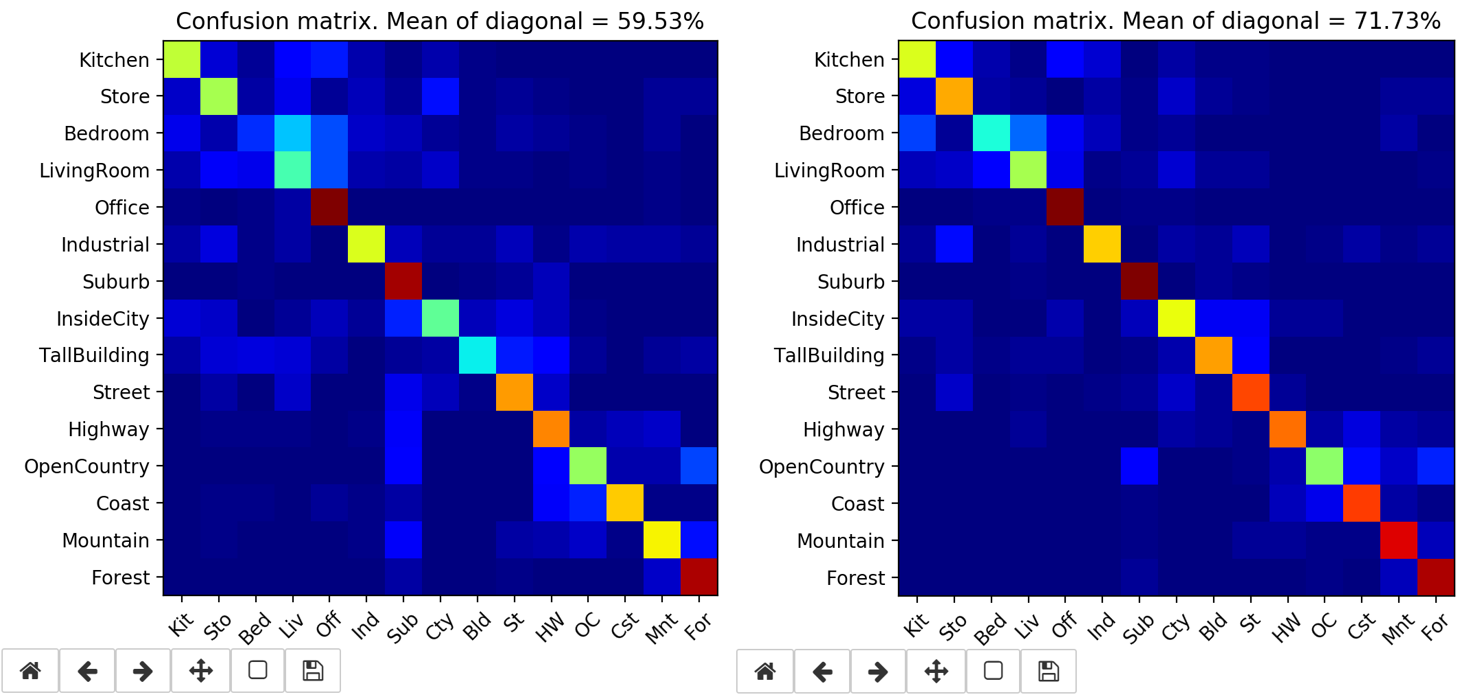 Confusion matrix. Mean of diagonal = 59.53%
Kitchen
Store
Bedroom
LivingRoom
Office
Industrial
Suburb
InsideCity
TallBuilding
Street
Highway
OpenCountry
Coast
Mountain
Forest
Kit Sto Bed Liv Off Ind Sub Cty Bld St HW OC Cst Mnt For
Confusion matrix. Mean of diagonal = 71.73%
Kitchen
Store
Bedroom
LivingRoom
Office
Industrial
Suburb
InsideCity
TallBuilding
Street
Highway
OpenCountry
Coast
Mountain
Forest
Kit Sto Bed Liv Off Ind Sub Cty Bld St HW OC Cst Mnt For